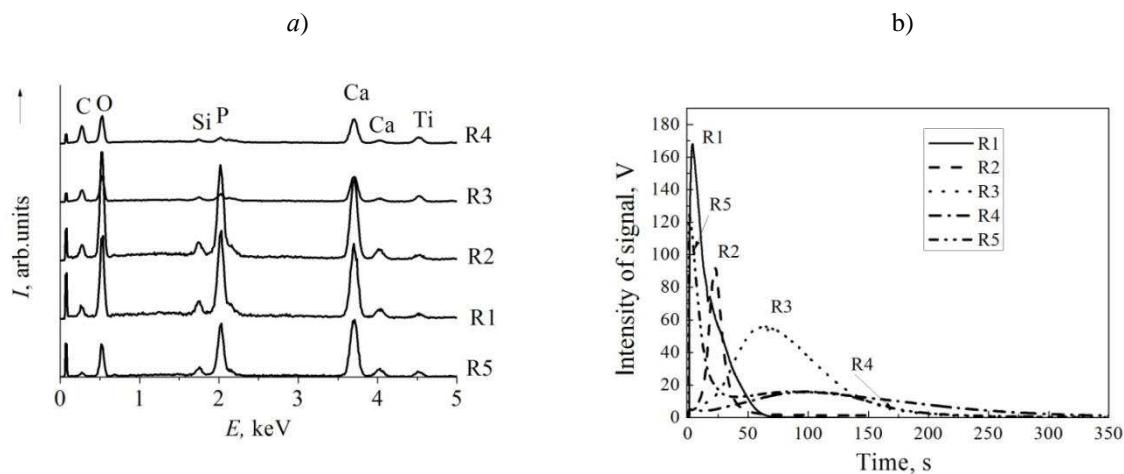 a)
b)
C O Si P Ca Ca Ti
R4
R3
R2
R1
R5
I, arb.units
0 1 2 3 4 5
E, keV
180
160
140
120
100
80
60
40
20
0
Intensity of signal, V
R1
R5
R2
R3
R4
R1
R2
R3
R4
R5
0 50 100 150 200 250 300 350
Time, s